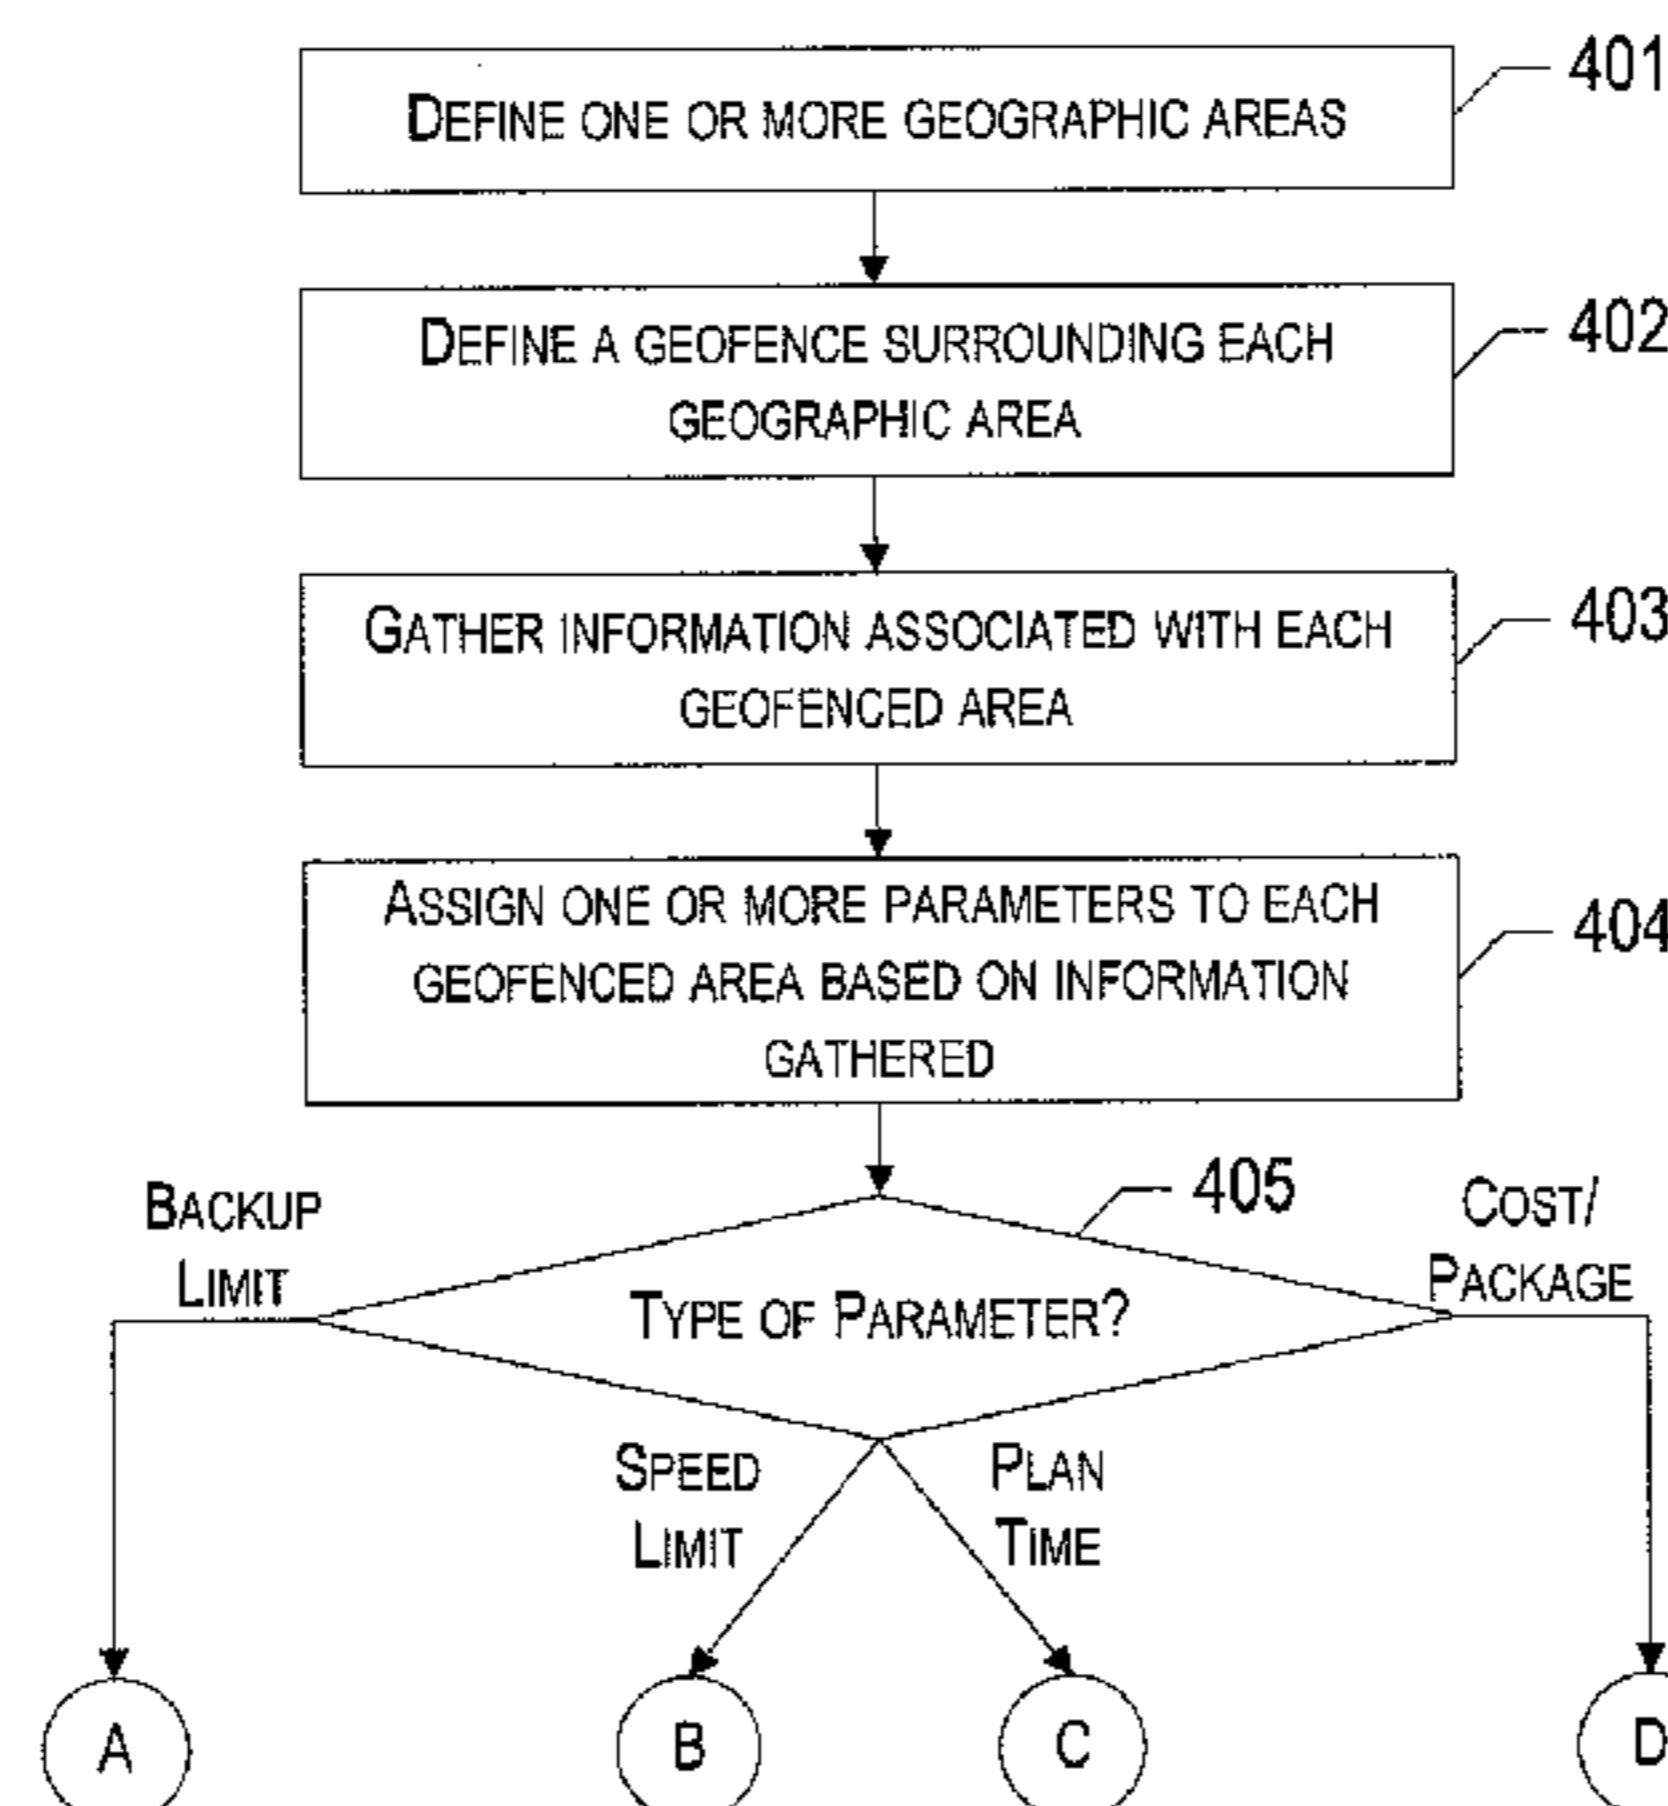 DEFINE ONE OR MORE GEOGRAPHIC AREAS
401
DEFINE A GEOFENCE SURROUNDING EACH
GEOGRAPHIC AREA
402
GATHER INFORMATION ASSOCIATED WITH EACH
GEOFENCED AREA
403
ASSIGN ONE OR MORE PARAMETERS TO EACH
GEOFENCED AREA BASED ON INFORMATION
GATHERED
404
405
BACKUP
LIMIT
TYPE OF PARAMETER?
COST/
PACKAGE
SPEED
LIMIT
PLAN
TIME
A
B
C
D